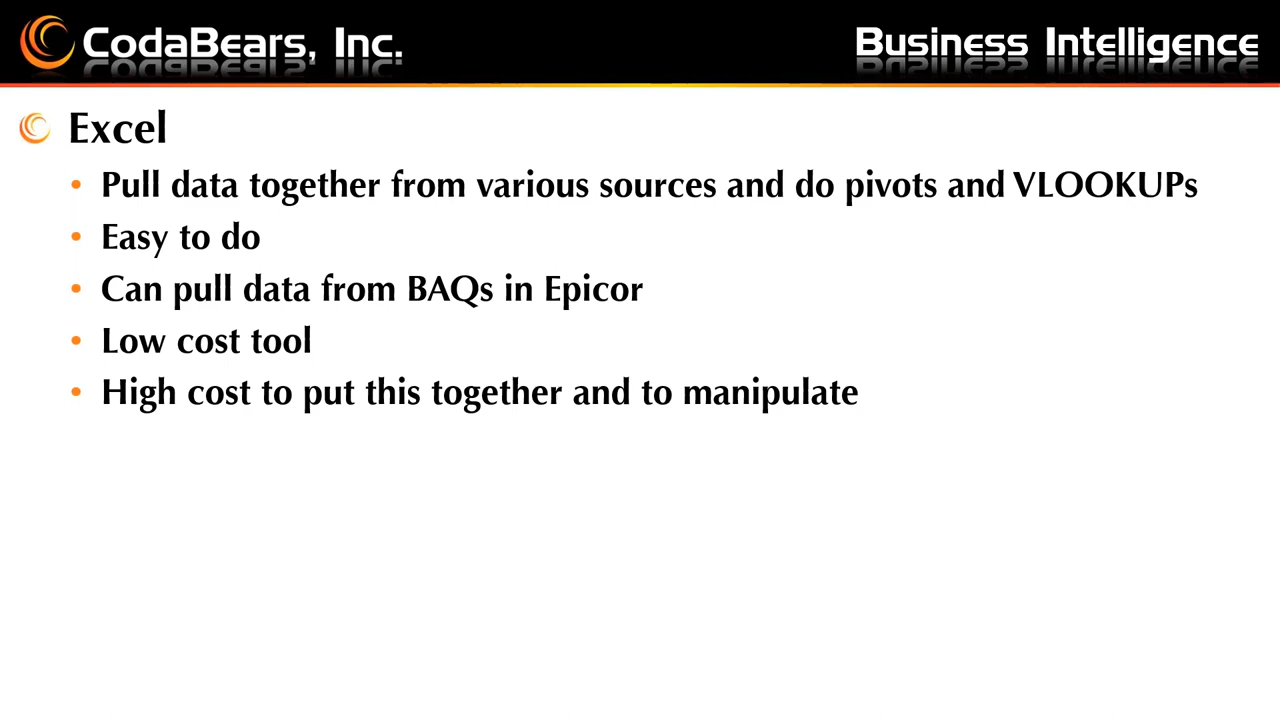 CodaBears, Inc.
Business Intelligence
Excel
Pull data together from various sources and do pivots and VLOOKUPs
Easy to do
Can pull data from BAQs in Epicor
Low cost tool
High cost to put this together and to manipulate